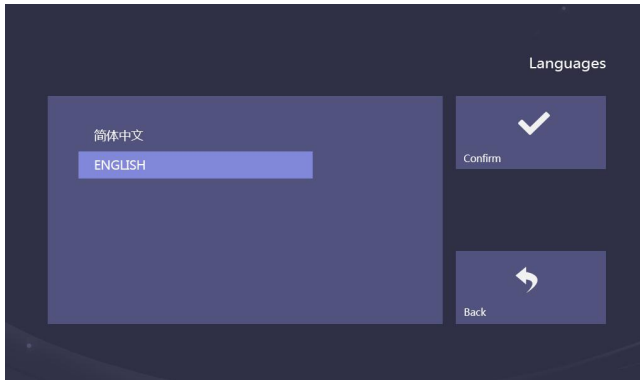 Languages
简体中文
ENGLISH
Confirm
Back